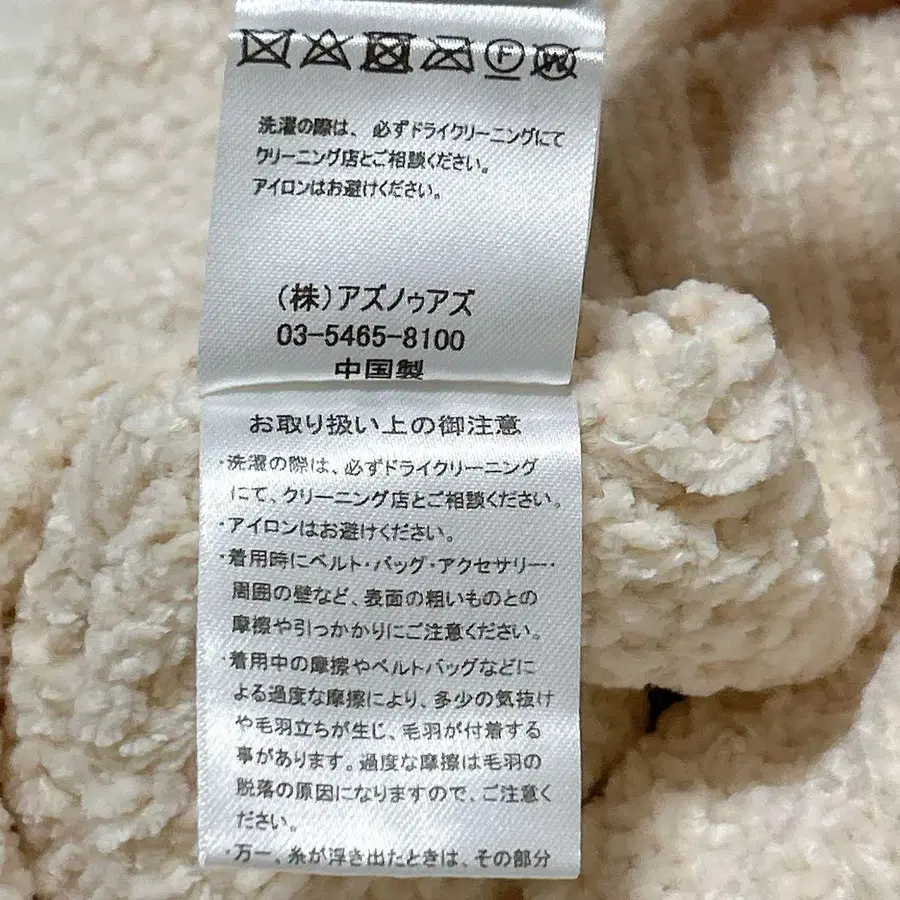 F
W
洗濯の際は、必ずドライクリーニングにて
クリーニング店とご相談ください。
アイロンはお避けください。
(株)アズノゥアズ
03-5465-8100
中国製
お取り扱い上の御注意
・洗濯の際は、必ずドライクリーニング
にて、クリーニング店とご相談ください。
・アイロンはお避けください。
・着用時にベルト・バッグ・アクセサリー・
周囲の壁など、表面の粗いものとの
摩擦や引っかかりにご注意ください。
・着用中の摩擦やベルトバッグなどに
よる過度な摩擦により、多少の気抜け
や毛羽立ちが生じ、毛羽が付着する
事があります。過度な摩擦は毛羽の
脱落の原因になりますので、ご注意く
ださい。
・万一、糸が浮き出たときは、その部分